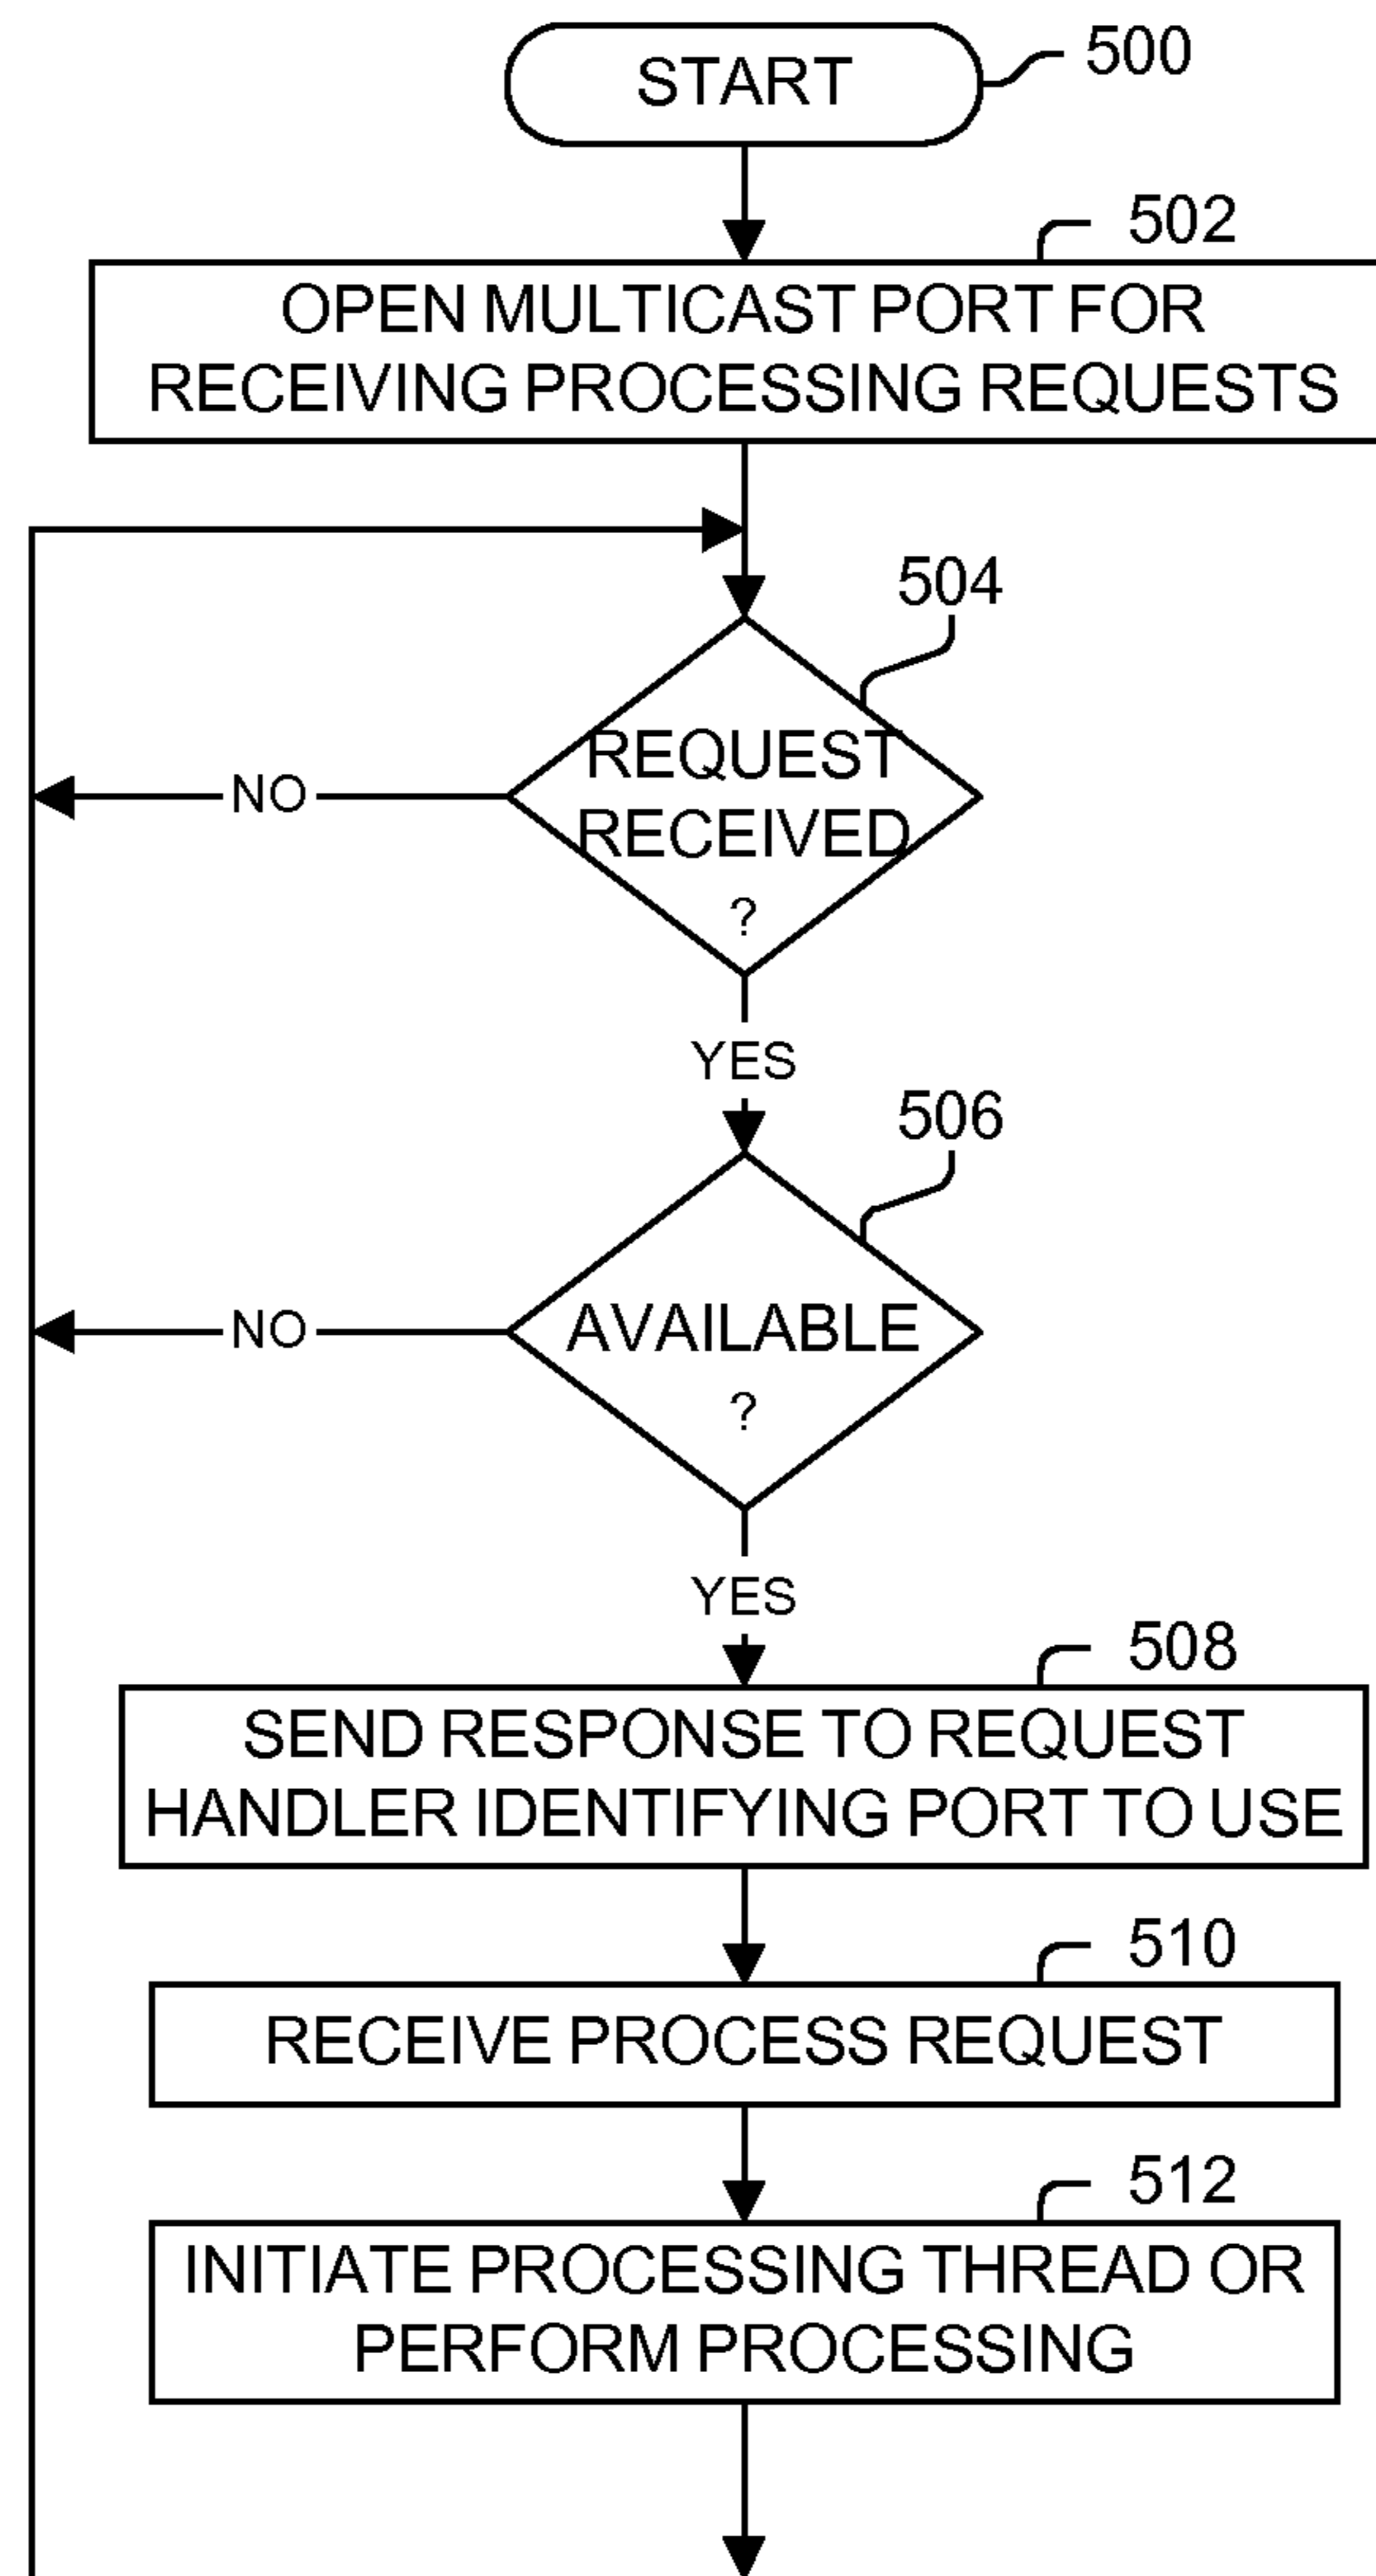 START
500
502
OPEN MULTICAST PORT FOR
RECEIVING PROCESSING REQUESTS
504
REQUEST
RECEIVED
?
NO
YES
506
AVAILABLE
?
NO
YES
508
SEND RESPONSE TO REQUEST
HANDLER IDENTIFYING PORT TO USE
510
RECEIVE PROCESS REQUEST
512
INITIATE PROCESSING THREAD OR
PERFORM PROCESSING